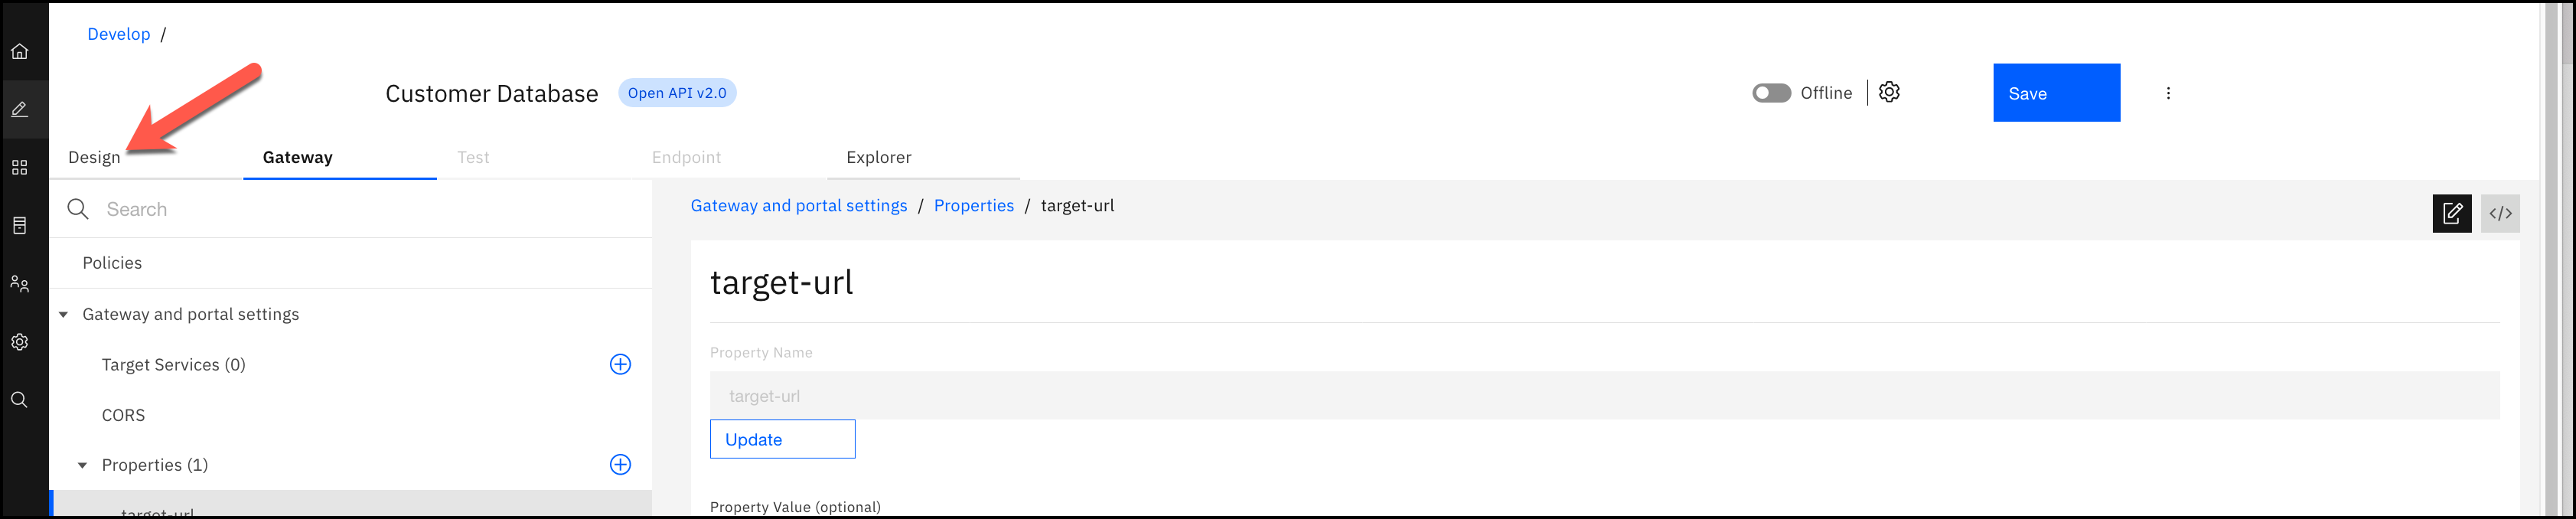 Develop /
Customer Database Open API v2.0
Offline
Save
Design Gateway Test Endpoint Explorer
Search
Gateway and portal settings / Properties / target-url
</>
Policies
target-url
Gateway and portal settings
Property Name
Target Services (0)
target-url
CORS
Update
Properties (1)
Property Value (optional)
target-url